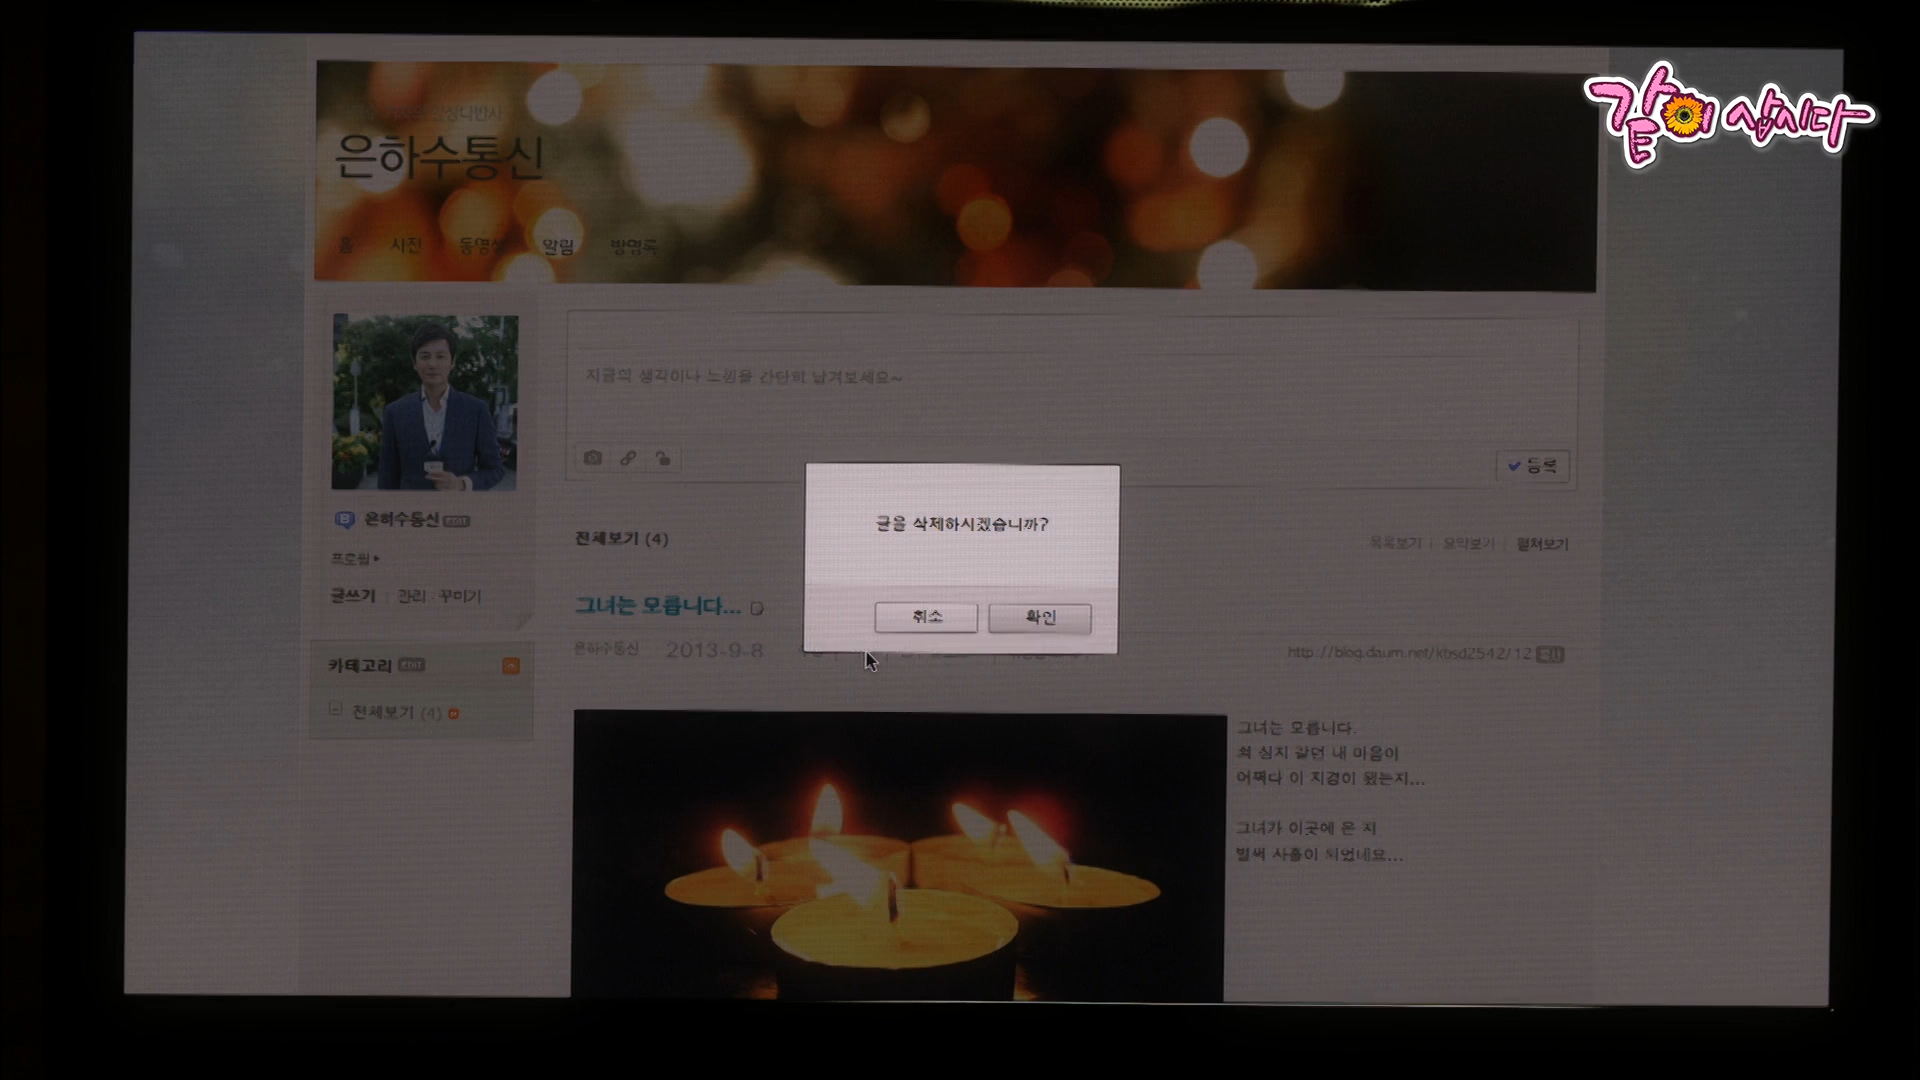 같이 삽시다
은하수통신
홈 사진 동영상 알림 방명록
지금의 생각이나 느낌을 간단히 남겨보세요~
등록
은하수통신 EDIT
프로필
글쓰기 관리·꾸미기
카테고리 EDIT
전체보기 (4)
전체보기 (4)
목록보기 | 요약보기 | 펼쳐보기
그녀는 모릅니다...
은하수통신 2013-9-8
http://blog.daum.net/kbsd2542/12
글을 삭제하시겠습니까?
취소 확인
그녀는 모릅니다.
쇠 심지 같던 내 마음이
어쩌다 이 지경이 됐는지...
그녀가 이곳에 온 지
벌써 사흘이 되었네요...